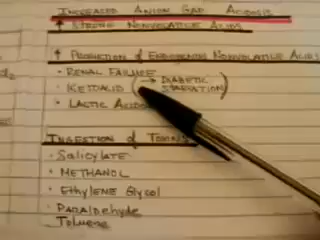 Increased Anion Gap Acidosis
↑ Strong Nonvolatile Acids
↑ Production of Endogenous Nonvolatile Acids
• Renal Failure
• Ketoacid (→ Diabetic
Starvation)
• Lactic Acidos
Ingestion of Toxins
• Salicylate
• Methanol
• Ethylene Glycol
• Paraldehyde
Toluene